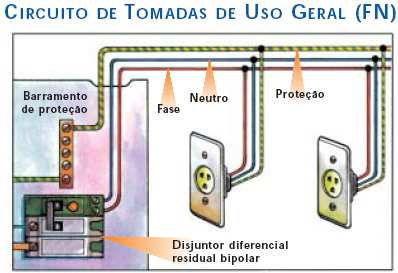 CIRCUITO DE TOMADAS DE USO GERAL (FN)
Barramento
de proteção
Fase
Neutro
Proteção
Disjuntor diferencial
residual bipolar